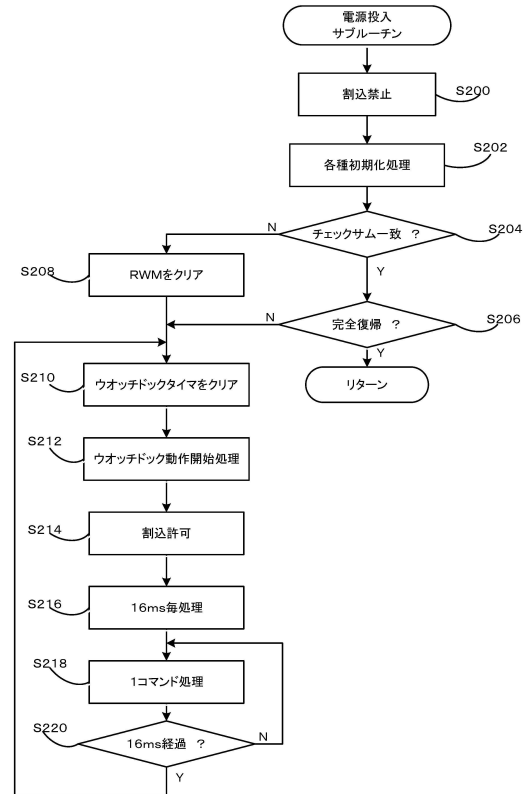 電源投入
サブルーチン
割込禁止
S200
各種初期化処理
S202
チェックサム一致 ?
S204
N
Y
RWMをクリア
S208
完全復帰 ?
S206
N
Y
リターン
ウオッチドックタイマをクリア
S210
ウオッチドック動作開始処理
S212
割込許可
S214
16ms毎処理
S216
1コマンド処理
S218
16ms経過 ?
S220
N
Y